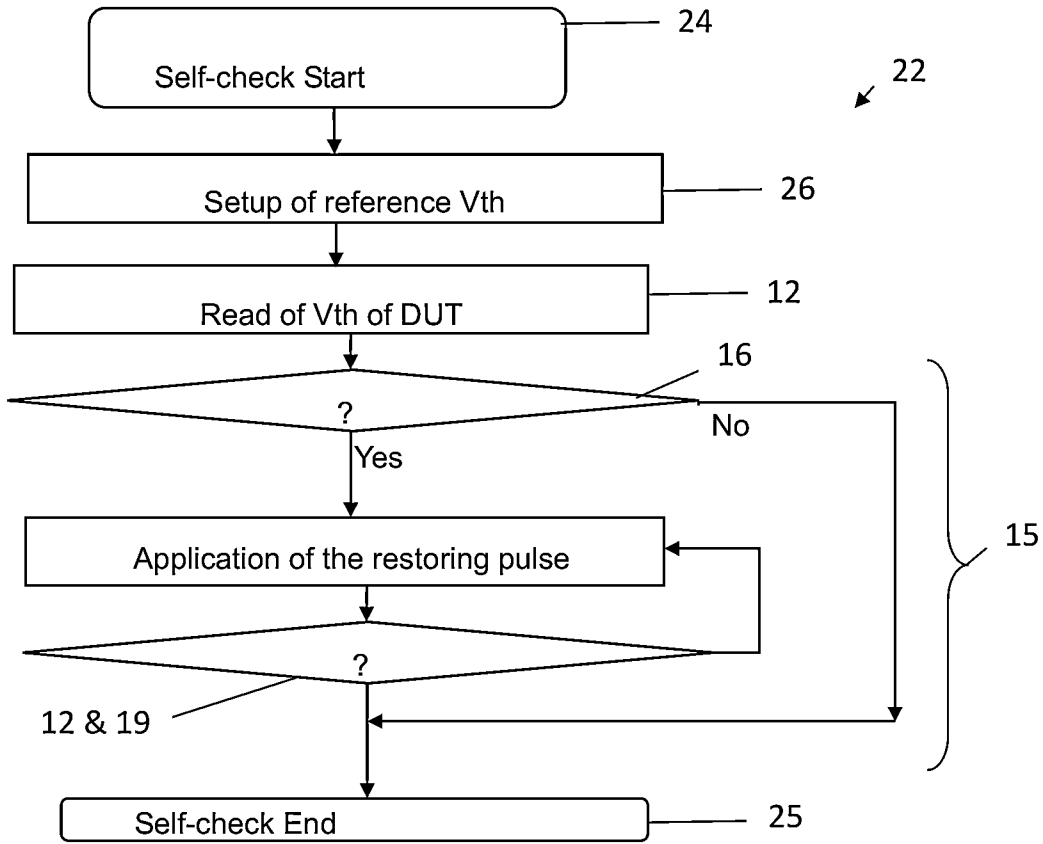 24
Self-check Start
22
Setup of reference Vth
26
Read of Vth of DUT
12
16
?
No
Yes
15
Application of the restoring pulse
?
12 & 19
Self-check End
25